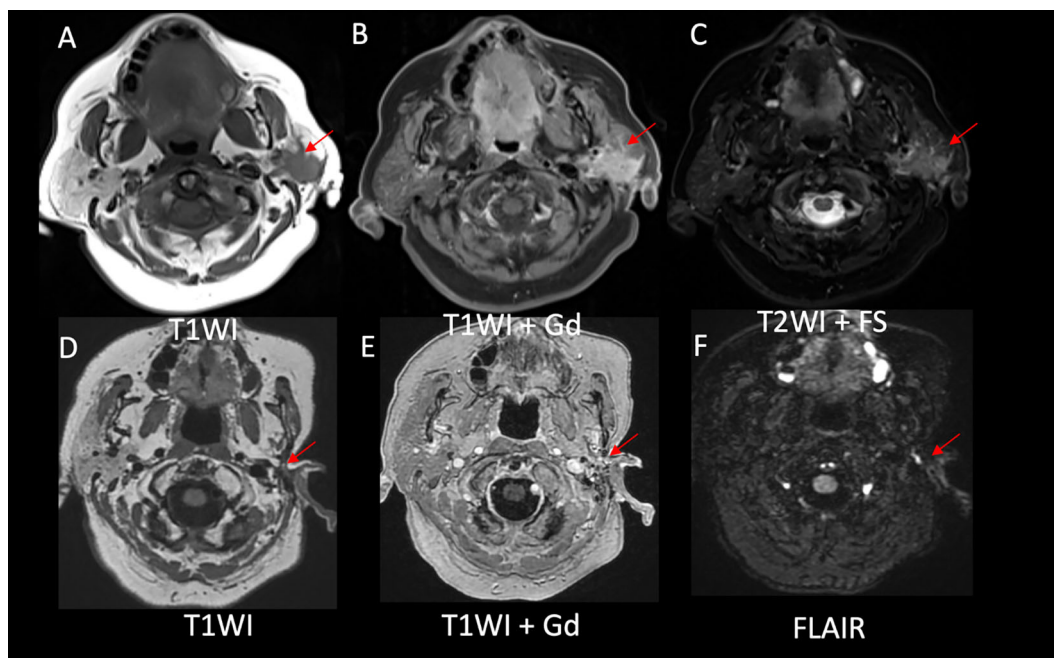 A
B
C
T1WI
T1WI + Gd
T2WI + FS
D
E
F
T1WI
T1WI + Gd
FLAIR